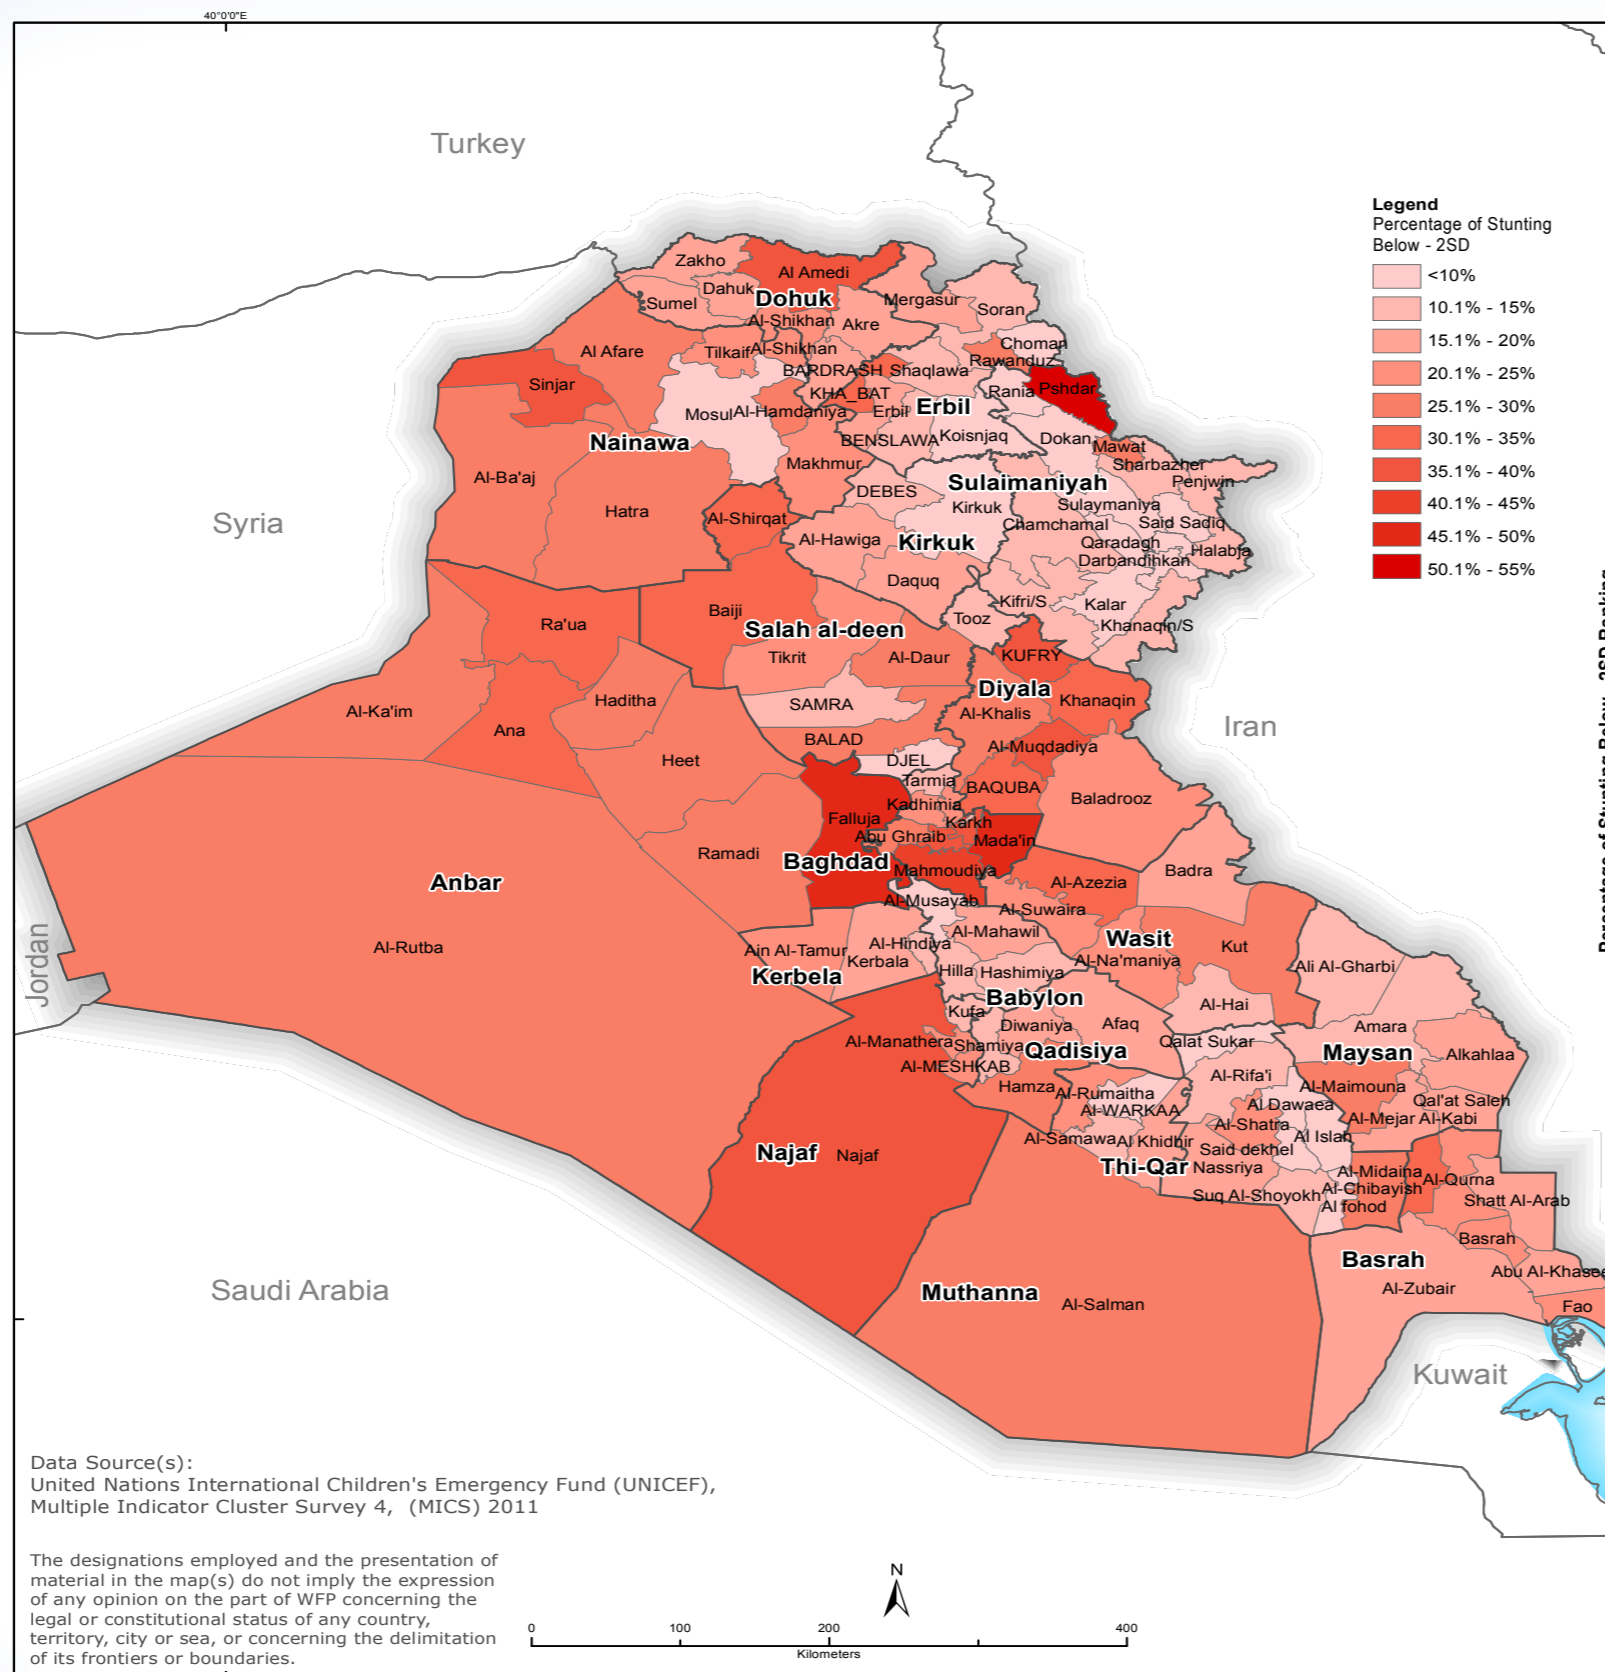 40°0'0"E
Turkey
Legend
Percentage of Stunting
Below - 2SD
<10%
10.1% - 15%
15.1% - 20%
20.1% - 25%
25.1% - 30%
30.1% - 35%
35.1% - 40%
40.1% - 45%
45.1% - 50%
50.1% - 55%
Zakho
Al Amedi
Dahuk
Sumel
Dohuk
Mergasur
Soran
Al-Shikhan
Akre
Choman
Al Afare
Tilkaif
Al-Shikhan
Rawanduz
BARDRASH
Shaqlawa
Sinjar
KHA_BAT
Rania
Pshdar
Mosul
Al-Hamdaniya
Erbil
Erbil
Nainawa
BENSLAWA
Koisnjaq
Dokan
Mawat
Makhmur
Sharbazher
Al-Ba'aj
Penjwin
DEBES
Sulaimaniyah
Hatra
Al-Shirqat
Kirkuk
Sulaymaniya
Syria
Chamchamal
Said Sadiq
Al-Hawiga
Kirkuk
Qaradagh
Halabja
Darbandihkan
Daquq
Kifri/S
Kalar
Baiji
Tooz
Khanaqin/S
Ra'ua
Salah al-deen
Tikrit
Al-Daur
KUFRY
Diyala
Haditha
Khanaqin
Al-Ka'im
SAMRA
Al-Khalis
Iran
Ana
BALAD
Al-Muqdadiya
Heet
DJEL
Tarmia
BAQUBA
Baladrooz
Kadhimia
Falluja
Karkh
Abu Ghraib
Mada'in
Ramadi
Baghdad
Mahmoudiya
Badra
Anbar
Al-Azezia
Al-Musayab
Al-Suwaira
Al-Mahawil
Wasit
Al-Rutba
Ain Al-Tamur
Al-Hindiya
Kut
Kerbala
Al-Na'maniya
Ali Al-Gharbi
Jordan
Kerbela
Hilla
Hashimiya
Babylon
Al-Hai
Kufa
Diwaniya
Afaq
Amara
Al-Manathera
Shamiya
Qadisiya
Qalat Sukar
Maysan
Alkahlaa
Al-MESHKAB
Al-Rifa'i
Hamza
Al-Rumaitha
Al-Maimouna
Al-WARKAA
Al Dawaea
Qal'at Saleh
Al-Shatra
Al-Mejar Al-Kabi
Al-Samawa
Al Khidhir
Al Islah
Najaf
Najaf
Said dekhel
Thi-Qar
Nassriya
Al-Midaina
Al-Qurna
Suq Al-Shoyokh
Al-Chibayish
Shatt Al-Arab
Al fohod
Basrah
Basrah
Saudi Arabia
Muthanna
Al-Salman
Al-Zubair
Abu Al-Khasee
Fao
Kuwait
Percentage of Stunting Below - 2SD Ranking
Data Source(s):
United Nations International Children's Emergency Fund (UNICEF),
Multiple Indicator Cluster Survey 4, (MICS) 2011
The designations employed and the presentation of
material in the map(s) do not imply the expression
of any opinion on the part of WFP concerning the
legal or constitutional status of any country,
territory, city or sea, or concerning the delimitation
of its frontiers or boundaries.
N
0 100 200 400
Kilometers